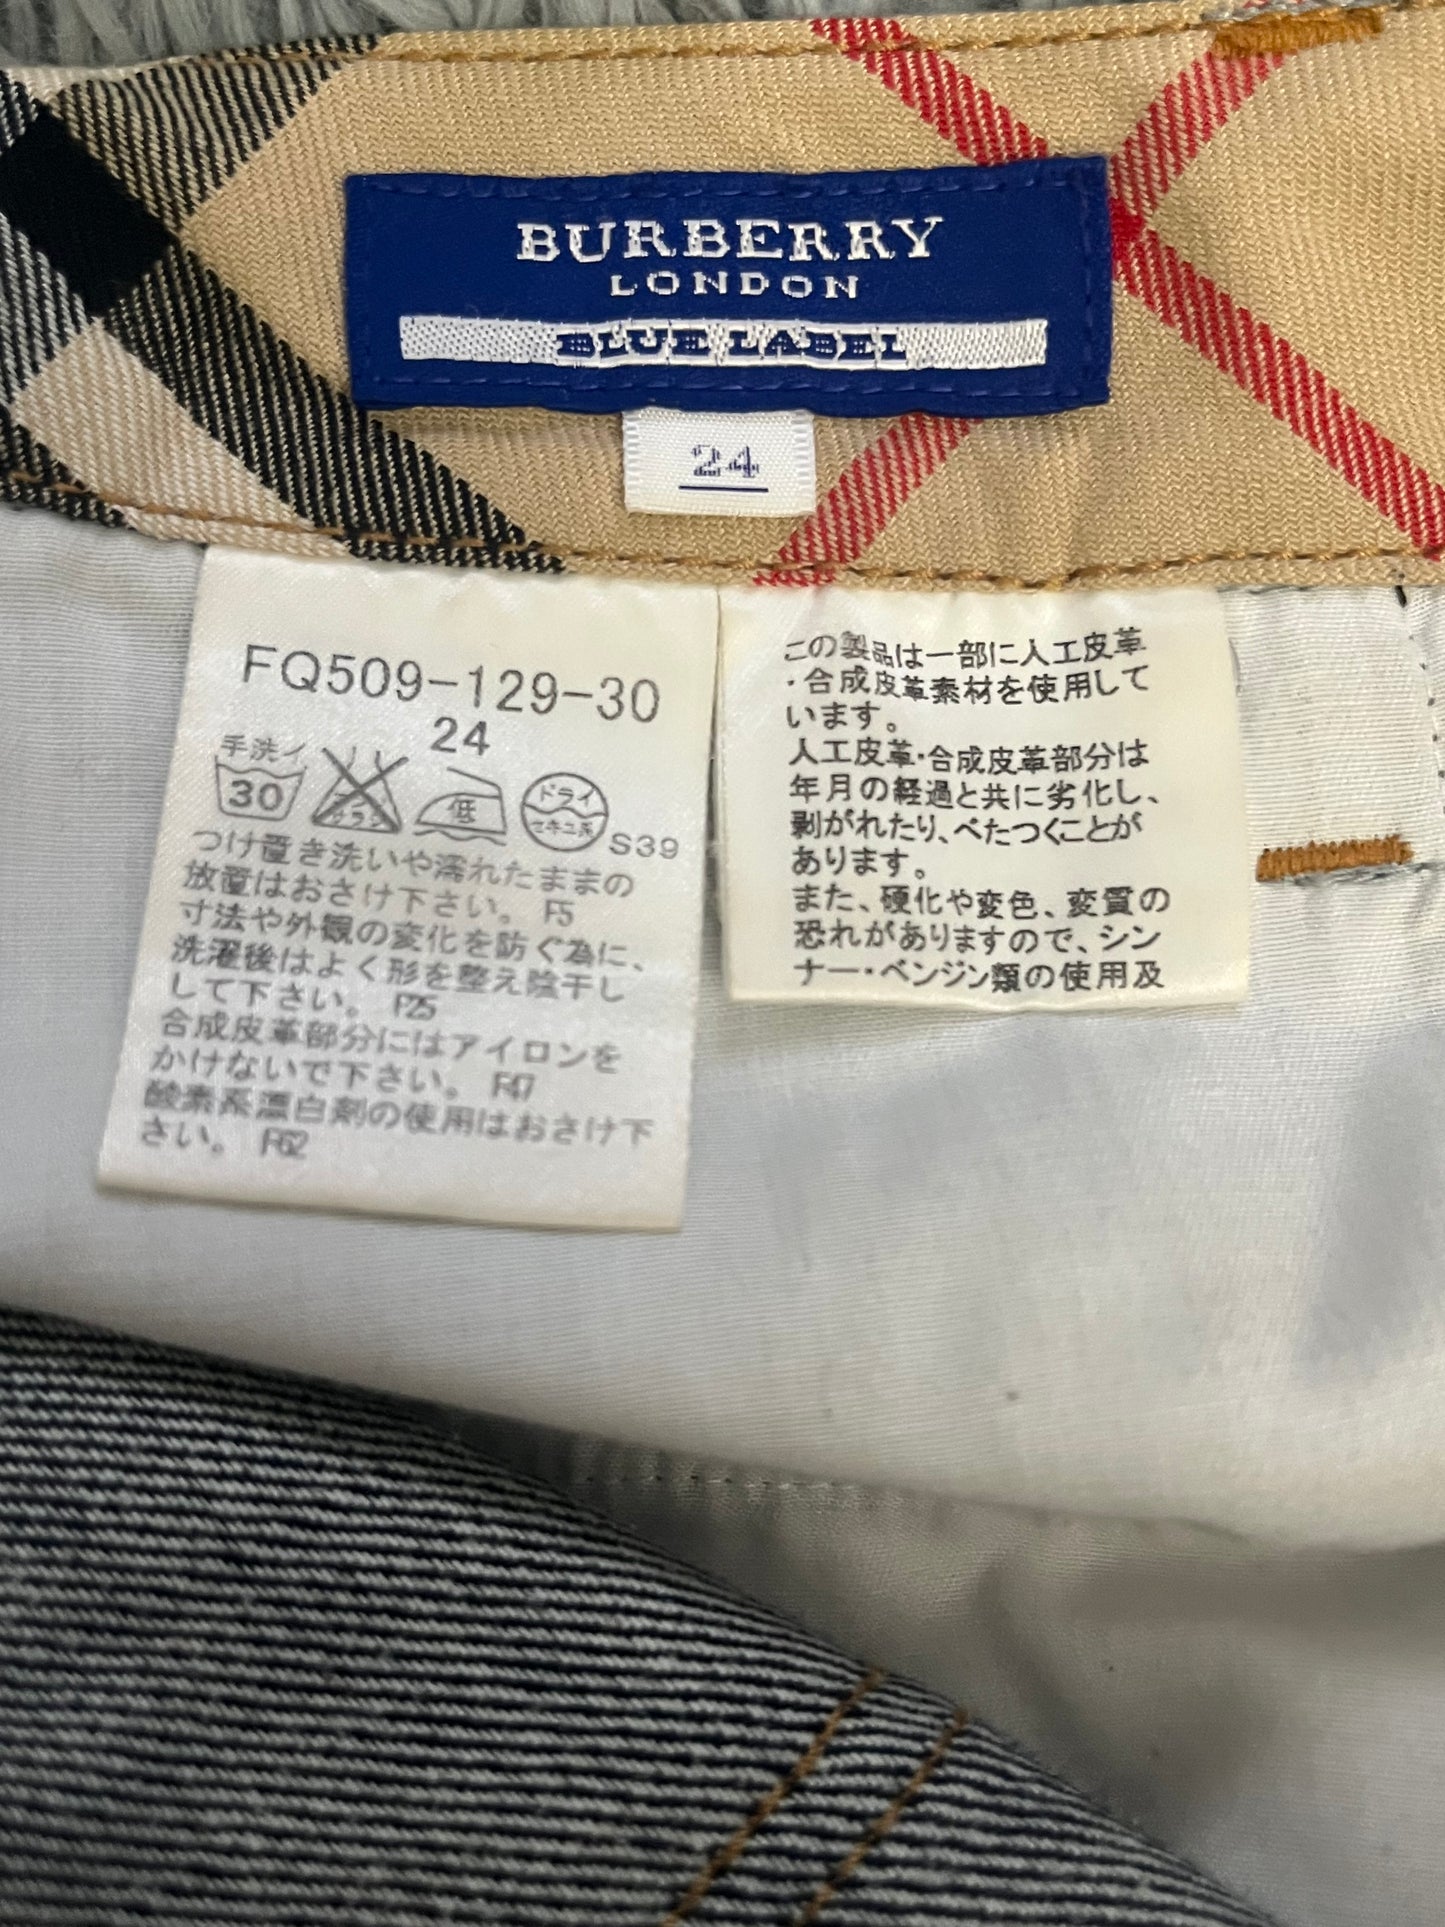 BURBERRY
LONDON
BLUE LABEL
24
FQ509-129-30
24
手洗イ
30
エンソ
サラシ
低
ドライ
セキユ系
S39
つけ置き洗いや濡れたままの
放置はおさけ下さい。 F5
寸法や外観の変化を防ぐ為に、
洗濯後はよく形を整え陰干し
して下さい。 F25
合成皮革部分にはアイロンを
かけないで下さい。 F47
酸素系漂白剤の使用はおさけ下
さい。 F62
この製品は一部に人工皮革
・合成皮革素材を使用して
います。
人工皮革・合成皮革部分は
年月の経過と共に劣化し、
剥がれたり、べたつくことが
あります。
また、硬化や変色、変質の
恐れがありますので、シン
ナー・ベンジン類の使用及